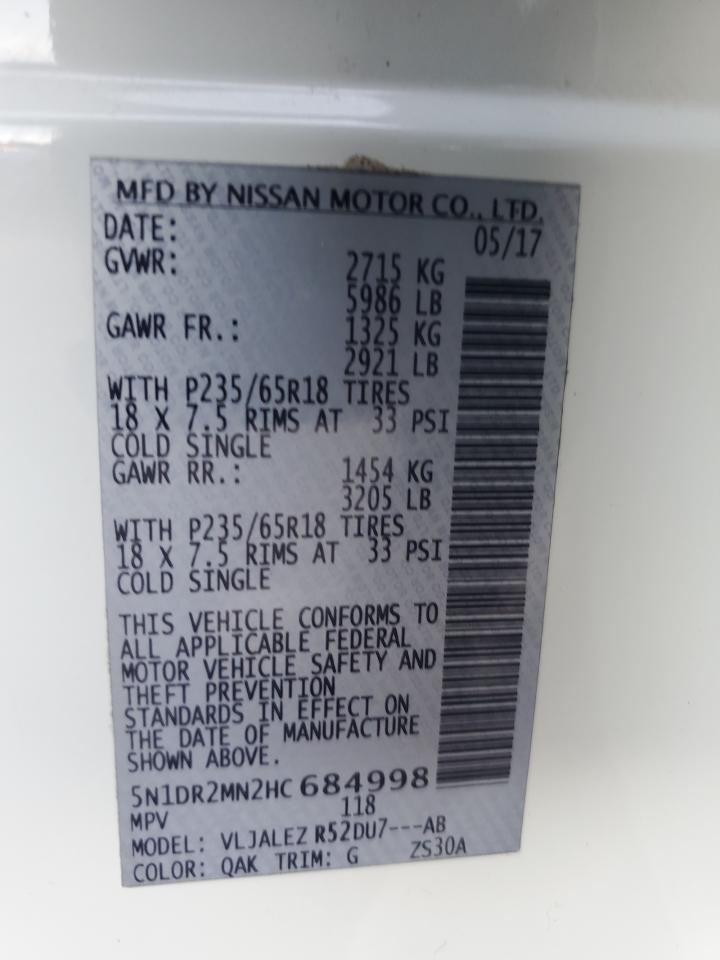 MFD BY NISSAN MOTOR CO., LTD.
DATE: 05/17
GVWR: 2715 KG
5986 LB
GAWR FR.: 1325 KG
2921 LB
WITH P235/65R18 TIRES
18 X 7.5 RIMS AT 33 PSI
COLD SINGLE
GAWR RR.: 1454 KG
3205 LB
WITH P235/65R18 TIRES
18 X 7.5 RIMS AT 33 PSI
COLD SINGLE
THIS VEHICLE CONFORMS TO
ALL APPLICABLE FEDERAL
MOTOR VEHICLE SAFETY AND
THEFT PREVENTION
STANDARDS IN EFFECT ON
THE DATE OF MANUFACTURE
SHOWN ABOVE.
5N1DR2MN2HC684998
MPV 118
MODEL: VLJALEZ R52DU7---AB
COLOR: QAK TRIM: G ZS30A